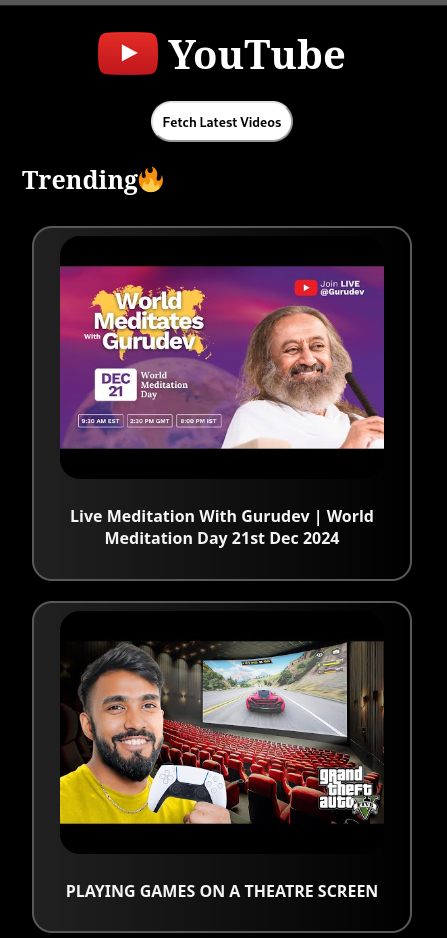 YouTube
Fetch Latest Videos
Trending🔥
World
Meditates
With Gurudev
Join LIVE
@Gurudev
DEC
21
World
Meditation
Day
9:30 AM EST
2:30 PM GMT
8:00 PM IST
Live Meditation With Gurudev | World
Meditation Day 21st Dec 2024
grand
theft
auto
V
PLAYING GAMES ON A THEATRE SCREEN